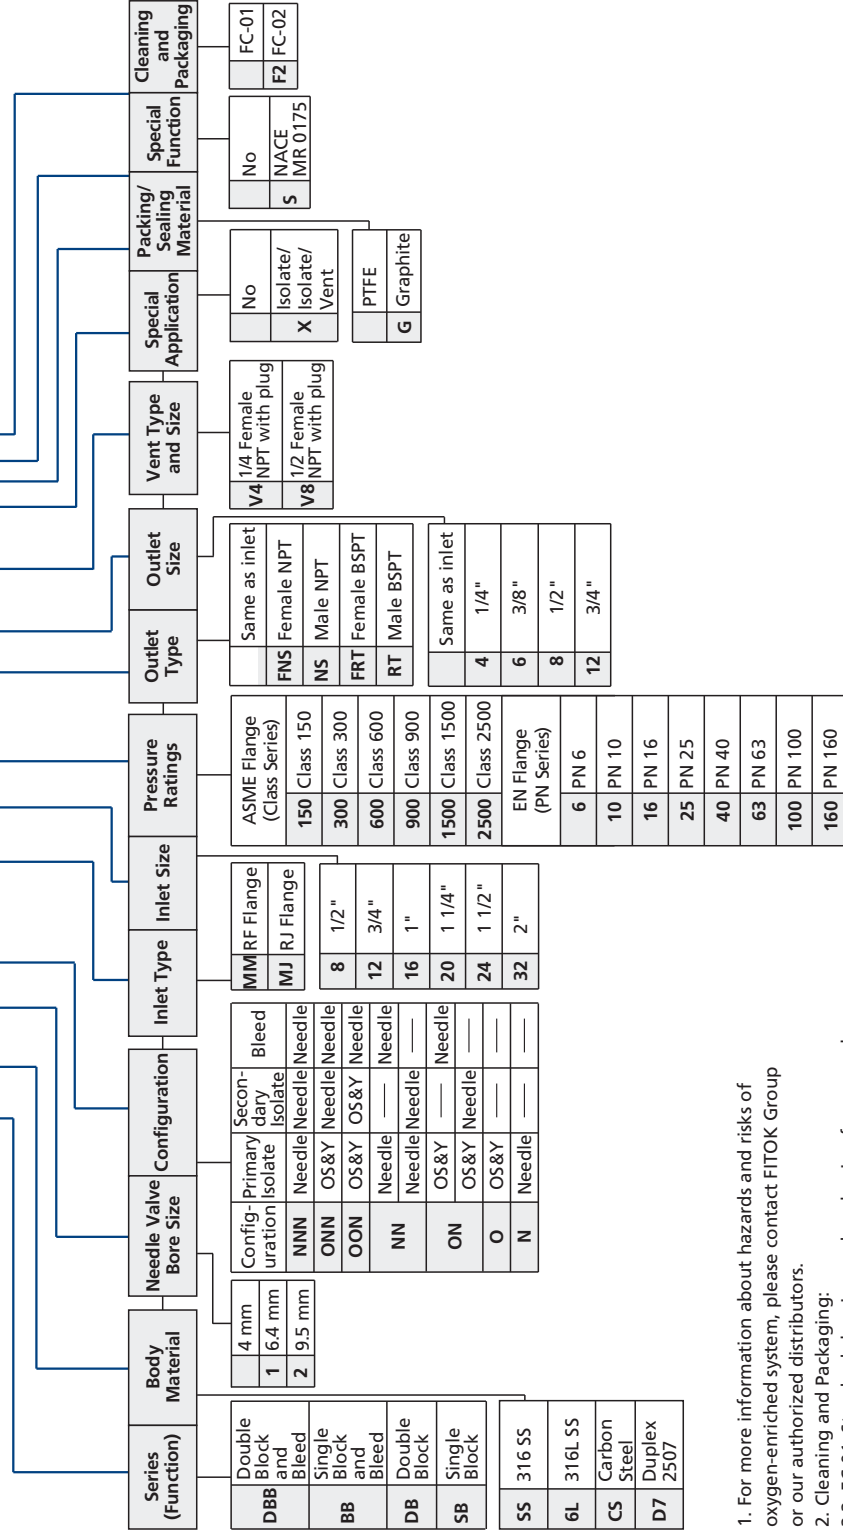 Series
(Function)
Body
Material
Needle Valve
Bore Size
Configuration
Inlet Type
Inlet Size
Pressure
Ratings
Outlet
Type
Outlet
Size
Vent Type
and Size
Special
Application
Packing/
Sealing
Material
Special
Function
Cleaning
and
Packaging
DBB Double
Block
and
Bleed
BB Single
Block
and
Bleed
DB Double
Block
SB Single
Block
SS 316 SS
6L 316L SS
CS Carbon
Steel
D7 Duplex
2507
4 mm
1 6.4 mm
2 9.5 mm
Config-
uration
Primary
Isolate
Secon-
dary
Isolate
Bleed
NNN Needle Needle Needle
ONN OS&Y Needle Needle
OON OS&Y OS&Y Needle
NN Needle — Needle
Needle Needle —
ON OS&Y — Needle
OS&Y Needle —
O OS&Y — —
N Needle — —
MM RF Flange
MJ RJ Flange
8 1/2"
12 3/4"
16 1"
20 1 1/4"
24 1 1/2"
32 2"
ASME Flange
(Class Series)
150 Class 150
300 Class 300
600 Class 600
900 Class 900
1500 Class 1500
2500 Class 2500
EN Flange
(PN Series)
6 PN 6
10 PN 10
16 PN 16
25 PN 25
40 PN 40
63 PN 63
100 PN 100
160 PN 160
Same as inlet
FNS Female NPT
NS Male NPT
FRT Female BSPT
RT Male BSPT
Same as inlet
4 1/4"
6 3/8"
8 1/2"
12 3/4"
V4 1/4 Female
NPT with plug
V8 1/2 Female
NPT with plug
No
X Isolate/
Isolate/
Vent
PTFE
G Graphite
No
S NACE
MR 0175
FC-01
F2 FC-02
1. For more information about hazards and risks of
oxygen-enriched system, please contact FITOK Group
or our authorized distributors.
2. Cleaning and Packaging: